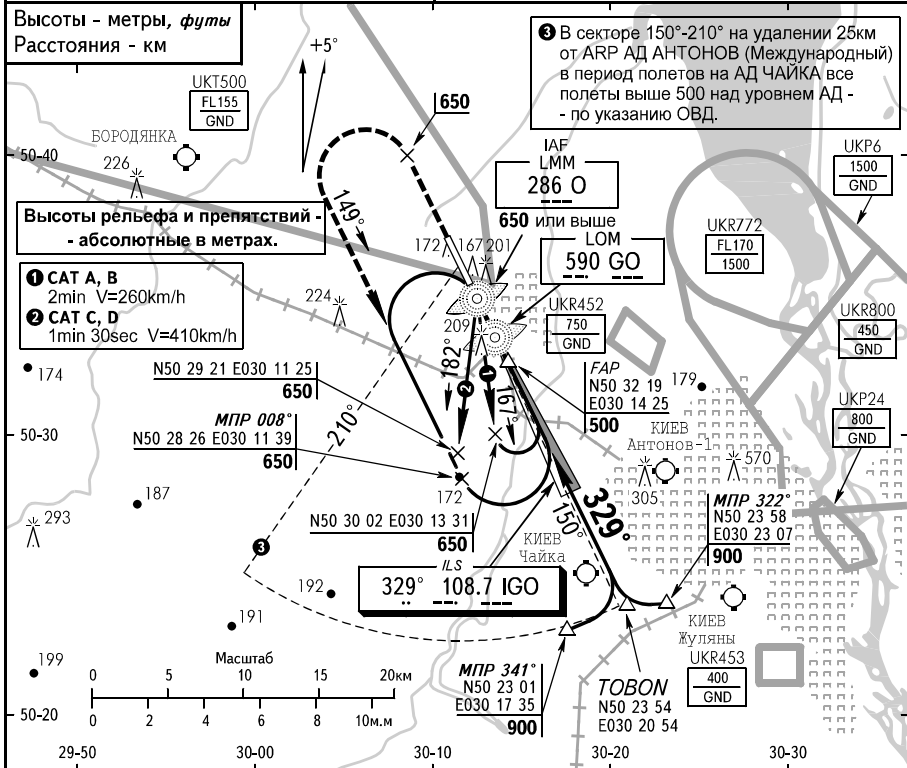 Высоты - метры, футы
Расстояния - км
+5°
❸ В секторе 150°-210° на удалении 25км
от ARP АД АНТОНОВ (Международный)
в период полетов на АД ЧАЙКА все
полеты выше 500 над уровнем АД -
- по указанию ОВД.
UKT500
FL155
GND
БОРОДЯНКА
226
50-40
650
IAF
LMM
286 O
650 или выше
UKP6
1500
GND
149°
Высоты рельефа и препятствий -
- абсолютные в метрах.
172
167
201
LOM
590 GO
UKR772
FL170
1500
❶ CAT A, B
2min V=260km/h
❷ CAT C, D
1min 30sec V=410km/h
224
209
UKR452
750
GND
UKR800
450
GND
174
N50 29 21 E030 11 25
650
182°
❷
❶
167°
FAP
N50 32 19
E030 14 25
500
179
UKP24
800
GND
210°
МПР 008°
N50 28 26 E030 11 39
650
50-30
КИЕВ
Антонов-1
570
305
172
187
293
N50 30 02 E030 13 31
650
150°
329°
МПР 322°
N50 23 58
E030 23 07
900
❸
КИЕВ
Чайка
ILS
329° 108.7 IGO
192
191
КИЕВ
Жуляны
199
Масштаб
0 5 10 15 20км
0 2 4 6 8 10м.м
МПР 341°
N50 23 01
E030 17 35
900
TOBON
N50 23 54
E030 20 54
UKR453
400
GND
50-20
29-50 30-00 30-10 30-20 30-30